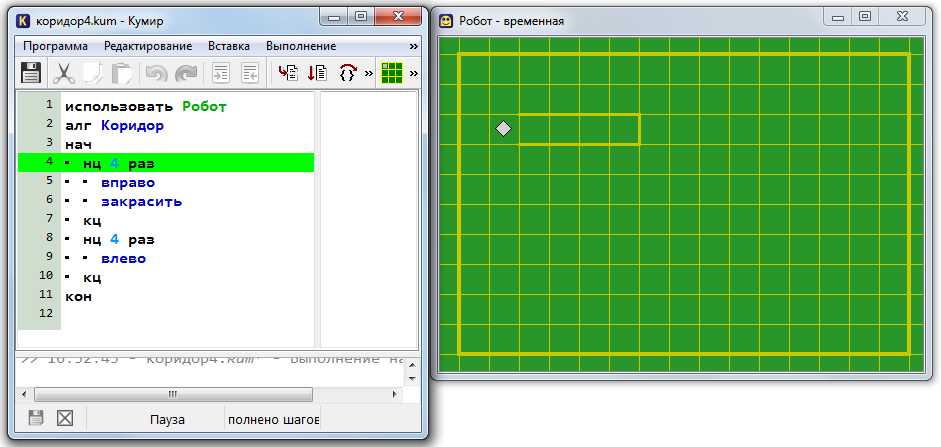 коридор4.kum - Кумир
Программа Редактирование Вставка Выполнение »
» »
1 использовать Робот
2 алг Коридор
3 нач
4 нц 4 раз
5 вправо
6 закрасить
7 кц
8 нц 4 раз
9 влево
10 кц
11 кон
12
>> 16:52:45 - коридор4.kum* - Выполнение на
Пауза полнено шагов
Робот - временная